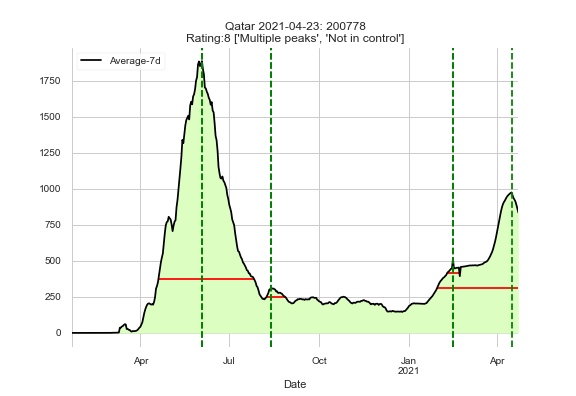 Qatar 2021-04-23: 200778
Rating:8 ['Multiple peaks', 'Not in control']
Average-7d
1750
1500
1250
1000
750
500
250
0
Apr
Jul
Oct
Jan
2021
Apr
Date